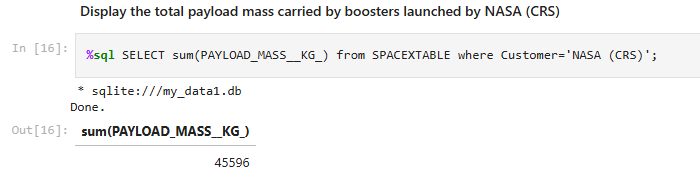 Display the total payload mass carried by boosters launched by NASA (CRS)
In [16]: %sql SELECT sum(PAYLOAD_MASS__KG_) from SPACEXTABLE where Customer='NASA (CRS)';
* sqlite:///my_data1.db
Done.
Out[16]: sum(PAYLOAD_MASS__KG_)
45596